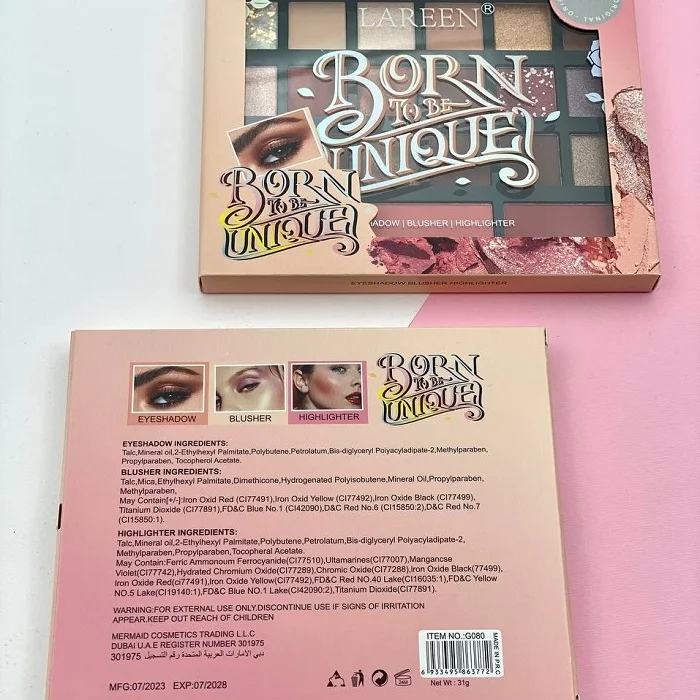 ORIGINAL
LAREEN®
BORN
TO BE
UNIQUE
BORN
TO BE
UNIQUE
ADOW | BLUSHER | HIGHLIGHTER
EYESHADOW BLUSHER HIGHLIGHTER
EYESHADOW
BLUSHER
HIGHLIGHTER
BORN
TO BE
UNIQUE
EYESHADOW INGREDIENTS:
Talc,Mineral oil,2-Ethylhexyl Palmitate,Polybutene,Petrolatum,Bis-diglyceryl Polyacyladipate-2,Methylparaben,
Propylparaben, Tocopherol Acetate.
BLUSHER INGREDIENTS:
Talc,Mica,Ethylhexyl Palmitate,Dimethicone,Hydrogenated Polyisobutene,Mineral Oil,Propylparaben,
Methylparaben,
May Contain[+/-]:Iron Oxid Red (CI77491),Iron Oxid Yellow (CI77492),Iron Oxide Black (CI77499),
Titanium Dioxide (CI77891),FD&C Blue No.1 (CI42090),D&C Red No.6 (CI15850:2),D&C Red No.7
(CI15850:1).
HIGHLIGHTER INGREDIENTS:
Talc,Mineral oil,2-Ethylhexyl Palmitate,Polybutene,Petrolatum,Bis-diglyceryl Polyacyladipate-2,
Methylparaben,Propylparaben,Tocopheral Acetate.
May Contain:Ferric Ammonum Ferrocyanide(CI77510),Ultamarines(CI77007),Mangancse
Violet(CI77742),Hydrated Chromium Oxide(CI77289),Chromic Oxide(CI77288),Iron Oxide Black(77499),
Iron Oxide Red(ci77491),Iron Oxide Yellow(CI77492),FD&C Red NO.40 Lake(CI16035:1),FD&C Yellow
NO.5 Lake(CI19140:1),FD&C Blue NO.1 Lake(CI42090:2),Titanium Dioxide(CI77891).
WARNING:FOR EXTERNAL USE ONLY.DISCONTINUE USE IF SIGNS OF IRRITATION
APPEAR.KEEP OUT REACH OF CHILDREN
MERMAID COSMETICS TRADING L.L.C
DUBAI U.A.E REGISTER NUMBER 301975
دبي الامارات العربية المتحدة رقم التسجيل 301975
MFG:07/2023 EXP:07/2028
24M
ITEM NO.:G080
6 933495 863772
Net Wt : 31g
MADE IN P.R.C